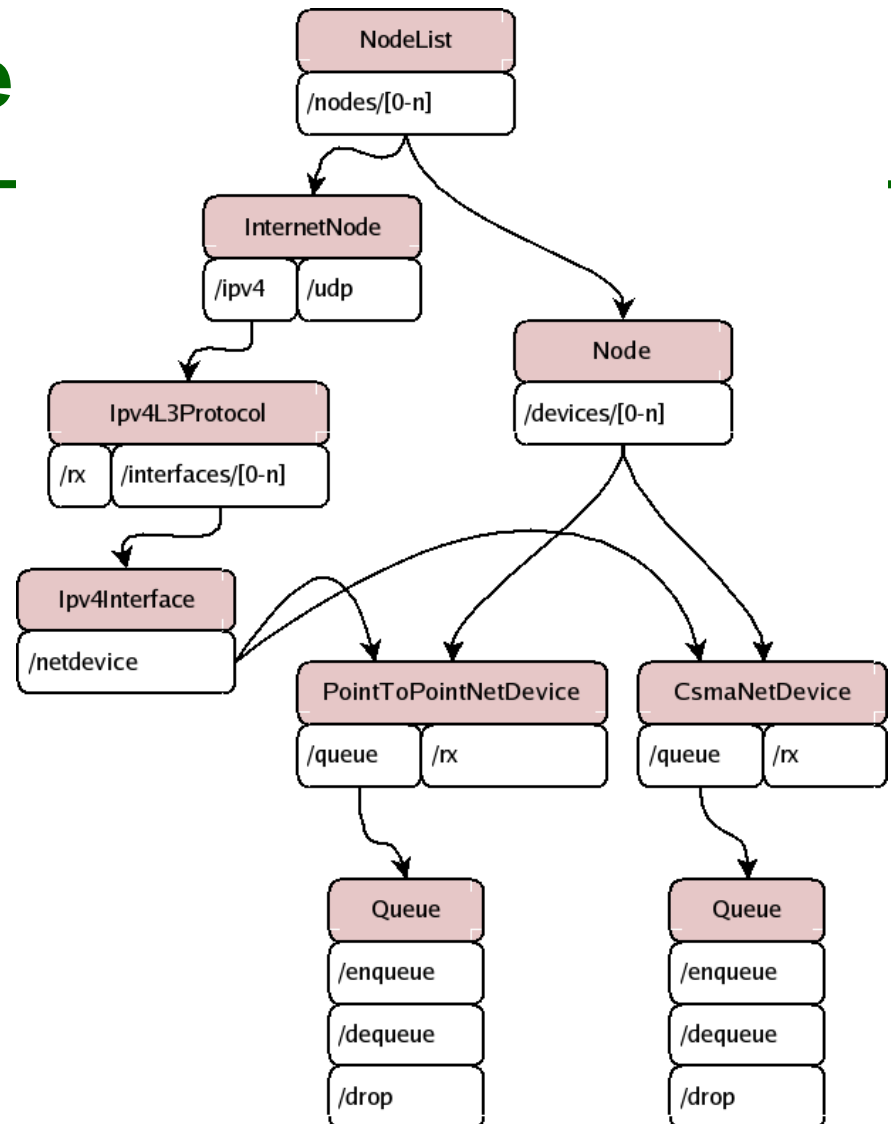 e
NodeList
/nodes/[0-n]
InternetNode
/ipv4 /udp
Node
/devices/[0-n]
Ipv4L3Protocol
/rx /interfaces/[0-n]
Ipv4Interface
/netdevice
PointToPointNetDevice
/queue /rx
CsmaNetDevice
/queue /rx
Queue
/enqueue
/dequeue
/drop
Queue
/enqueue
/dequeue
/drop